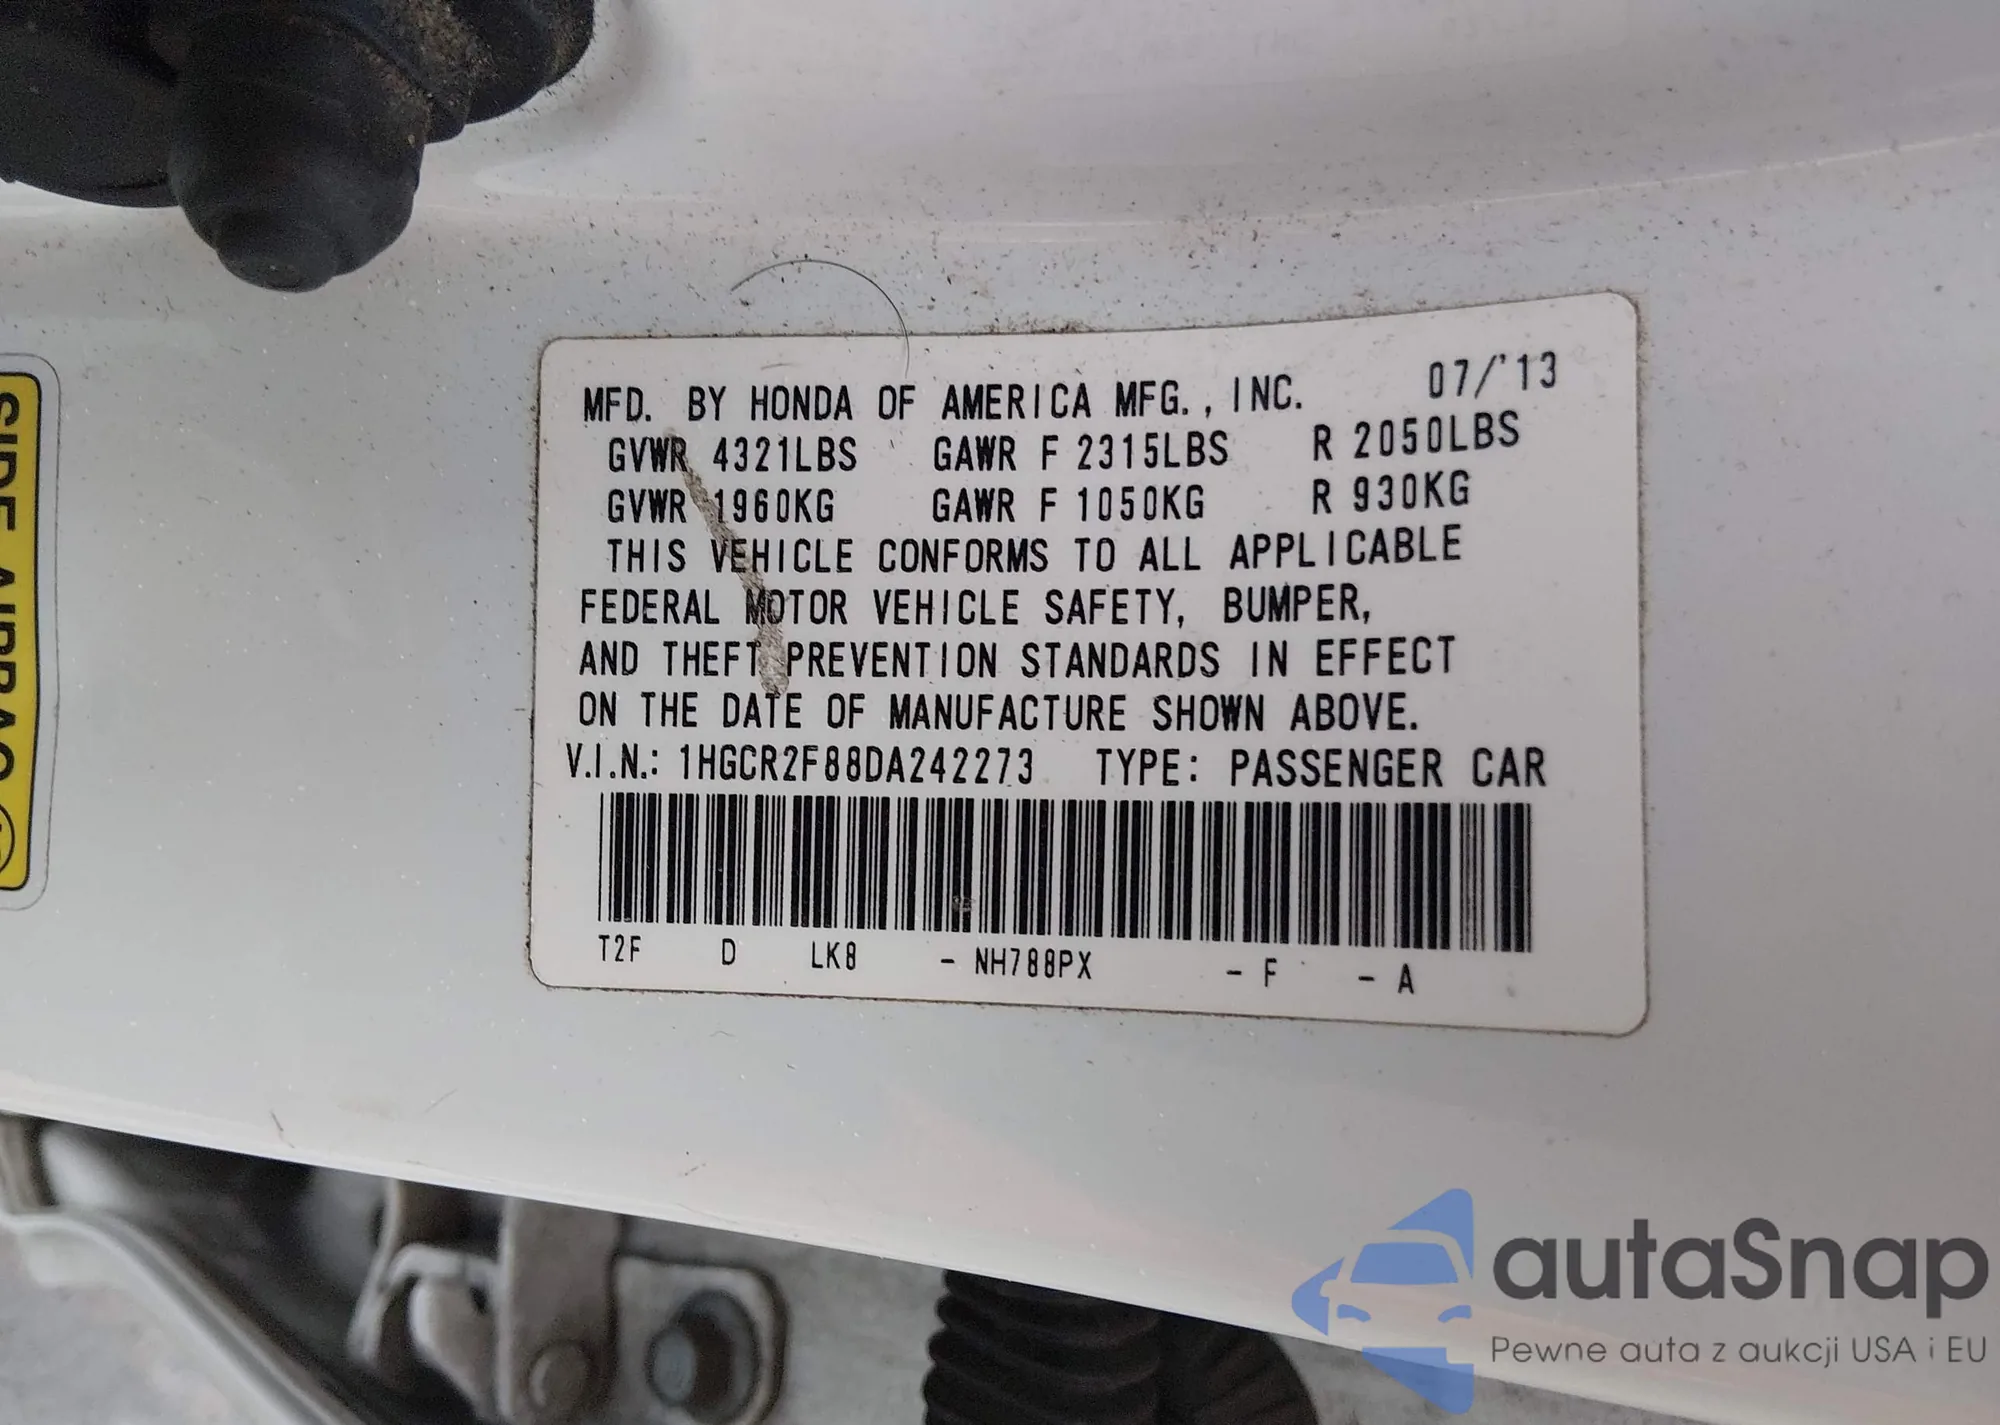 MFD. BY HONDA OF AMERICA MFG., INC. 07/'13
GVWR 4321LBS GAWR F 2315LBS R 2050LBS
GVWR 1960KG GAWR F 1050KG R 930KG
THIS VEHICLE CONFORMS TO ALL APPLICABLE
FEDERAL MOTOR VEHICLE SAFETY, BUMPER,
AND THEFT PREVENTION STANDARDS IN EFFECT
ON THE DATE OF MANUFACTURE SHOWN ABOVE.
V.I.N.: 1HGCR2F88DA242273 TYPE: PASSENGER CAR
T2F D LK8 - NH788PX - F - A
SIDE AIRBAG
autaSnap
Pewne auta z aukcji USA i EU